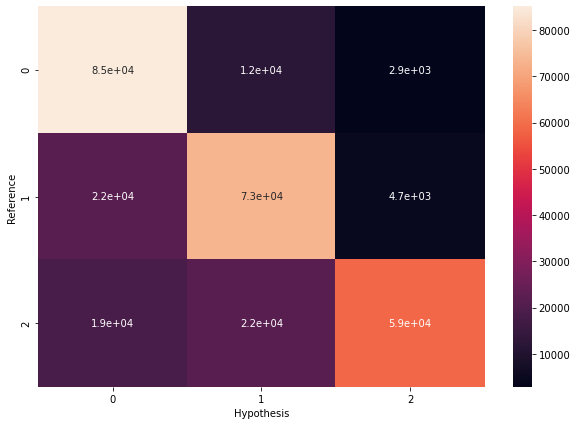 80000
70000
60000
50000
40000
30000
20000
10000
Reference
0
8.5e+04 1.2e+04 2.9e+03
1
2.2e+04 7.3e+04 4.7e+03
2
1.9e+04 2.2e+04 5.9e+04
0 1 2
Hypothesis